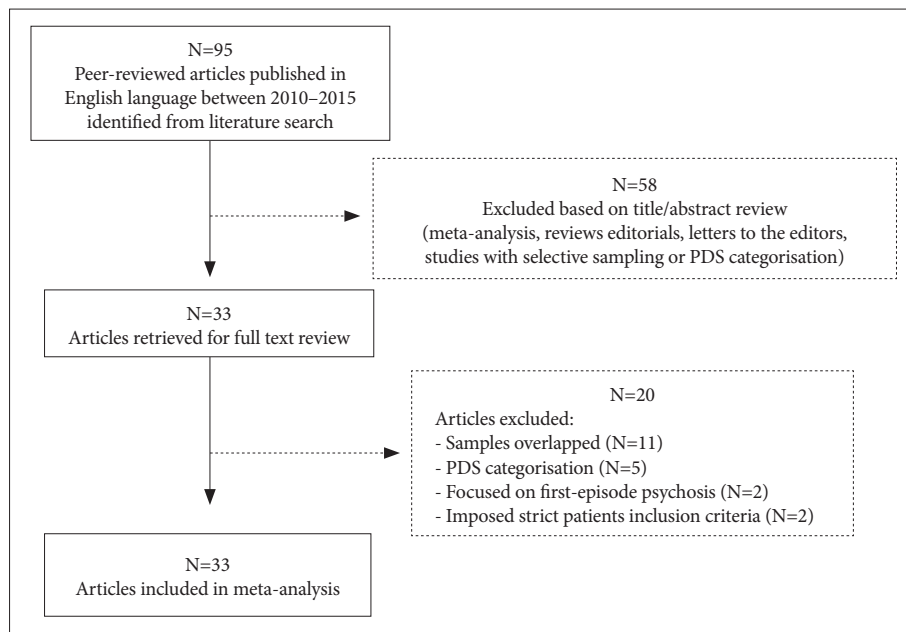 N=95
Peer-reviewed articles published in
English language between 2010–2015
identified from literature search
N=58
Excluded based on title/abstract review
(meta-analysis, reviews editorials, letters to the editors,
studies with selective sampling or PDS categorisation)
N=33
Articles retrieved for full text review
N=20
Articles excluded:
- Samples overlapped (N=11)
- PDS categorisation (N=5)
- Focused on first-episode psychosis (N=2)
- Imposed strict patients inclusion criteria (N=2)
N=33
Articles included in meta-analysis